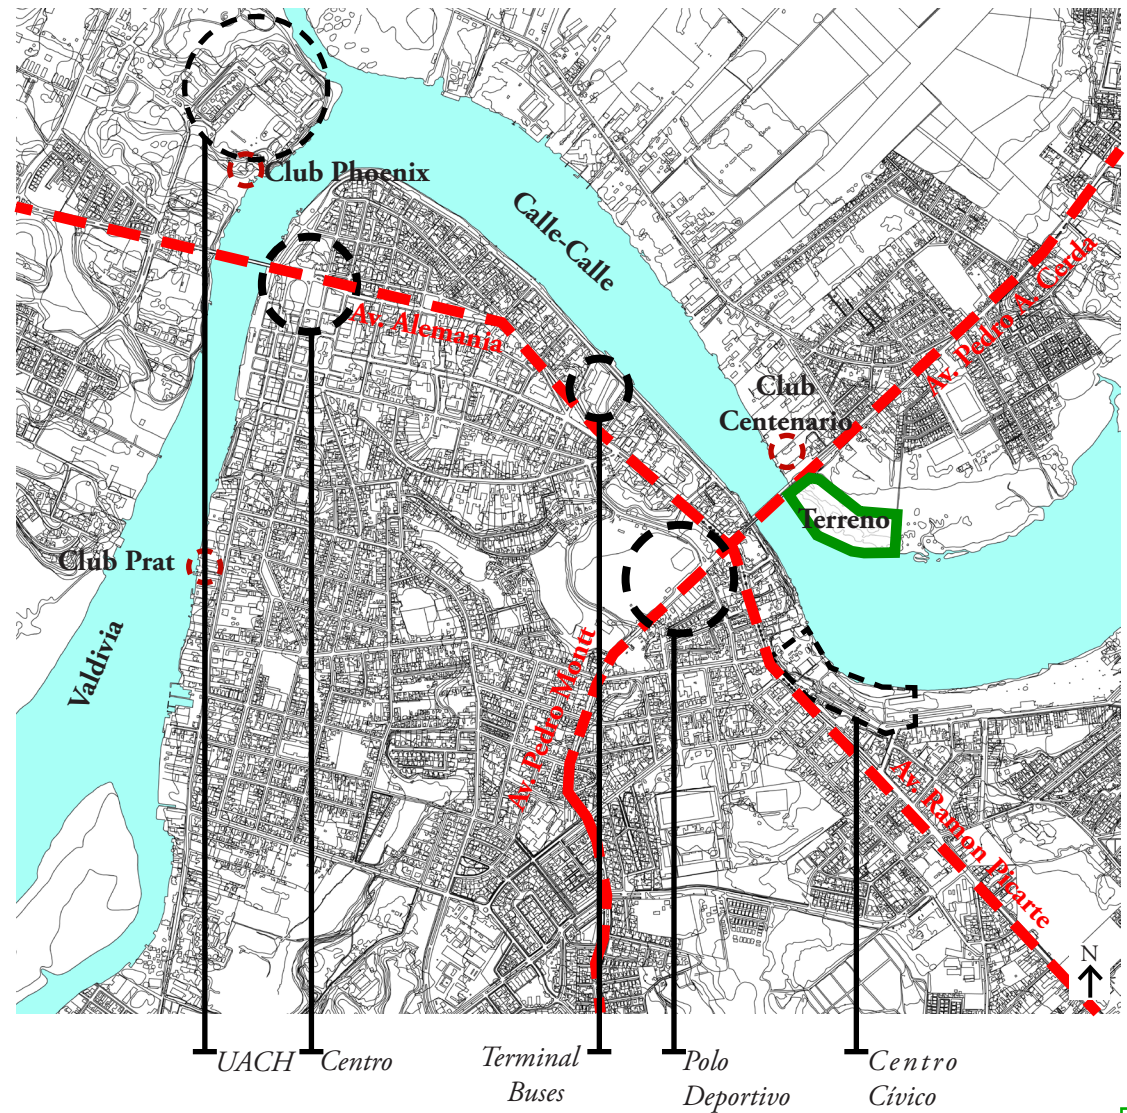 Club Phoenix
Calle-Calle
Av. Pedro A. Cerda
Av. Alemania
Club
Centenario
Terreno
Club Prat
Valdivia
Av. Pedro Montt
Av. Ramon Picarte
N
UACH
Centro
Terminal
Buses
Polo
Deportivo
Centro
Cívico